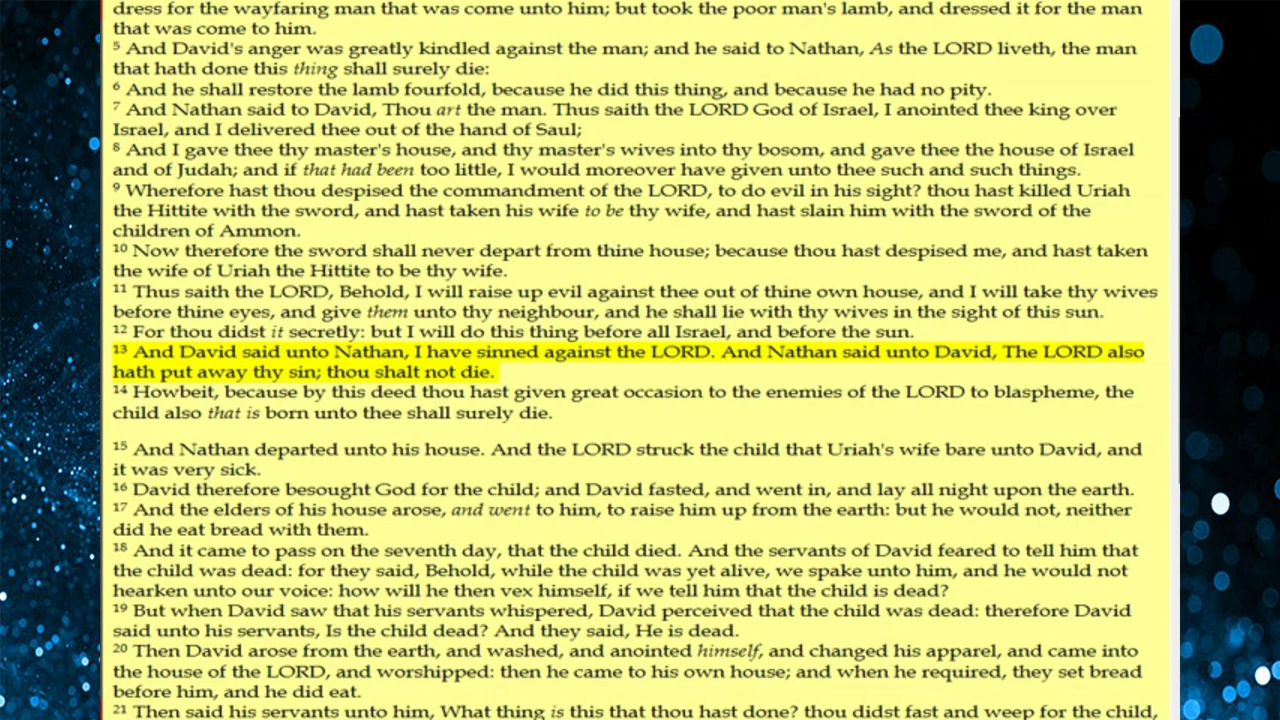 dress for the wayfaring man that was come unto him; but took the poor man's lamb, and dressed it for the man
that was come to him.
5 And David's anger was greatly kindled against the man; and he said to Nathan, As the LORD liveth, the man
that hath done this thing shall surely die:
6 And he shall restore the lamb fourfold, because he did this thing, and because he had no pity.
7 And Nathan said to David, Thou art the man. Thus saith the LORD God of Israel, I anointed thee king over
Israel, and I delivered thee out of the hand of Saul;
8 And I gave thee thy master's house, and thy master's wives into thy bosom, and gave thee the house of Israel
and of Judah; and if that had been too little, I would moreover have given unto thee such and such things.
9 Wherefore hast thou despised the commandment of the LORD, to do evil in his sight? thou hast killed Uriah
the Hittite with the sword, and hast taken his wife to be thy wife, and hast slain him with the sword of the
children of Ammon.
10 Now therefore the sword shall never depart from thine house; because thou hast despised me, and hast taken
the wife of Uriah the Hittite to be thy wife.
11 Thus saith the LORD, Behold, I will raise up evil against thee out of thine own house, and I will take thy wives
before thine eyes, and give them unto thy neighbour, and he shall lie with thy wives in the sight of this sun.
12 For thou didst it secretly: but I will do this thing before all Israel, and before the sun.
13 And David said unto Nathan, I have sinned against the LORD. And Nathan said unto David, The LORD also
hath put away thy sin; thou shalt not die.
14 Howbeit, because by this deed thou hast given great occasion to the enemies of the LORD to blaspheme, the
child also that is born unto thee shall surely die.
15 And Nathan departed unto his house. And the LORD struck the child that Uriah's wife bare unto David, and
it was very sick.
16 David therefore besought God for the child; and David fasted, and went in, and lay all night upon the earth.
17 And the elders of his house arose, and went to him, to raise him up from the earth: but he would not, neither
did he eat bread with them.
18 And it came to pass on the seventh day, that the child died. And the servants of David feared to tell him that
the child was dead: for they said, Behold, while the child was yet alive, we spake unto him, and he would not
hearken unto our voice: how will he then vex himself, if we tell him that the child is dead?
19 But when David saw that his servants whispered, David perceived that the child was dead: therefore David
said unto his servants, Is the child dead? And they said, He is dead.
20 Then David arose from the earth, and washed, and anointed himself, and changed his apparel, and came into
the house of the LORD, and worshipped: then he came to his own house; and when he required, they set bread
before him, and he did eat.
21 Then said his servants unto him, What thing is this that thou hast done? thou didst fast and weep for the child,